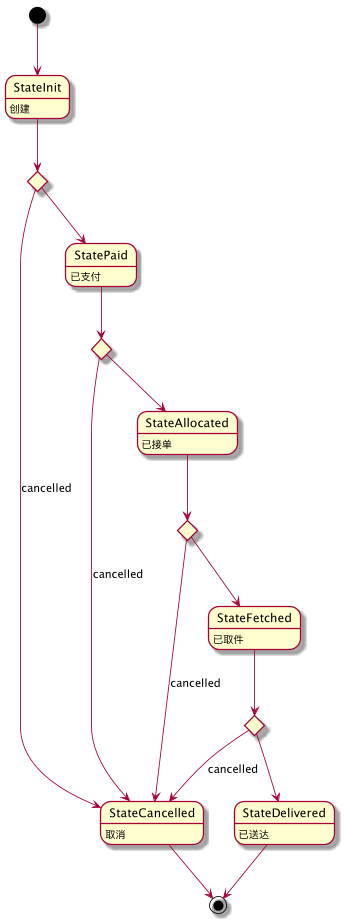 StateInit
创建
StatePaid
已支付
StateAllocated
已接单
cancelled
cancelled
StateFetched
已取件
cancelled
cancelled
StateCancelled
取消
StateDelivered
已送达